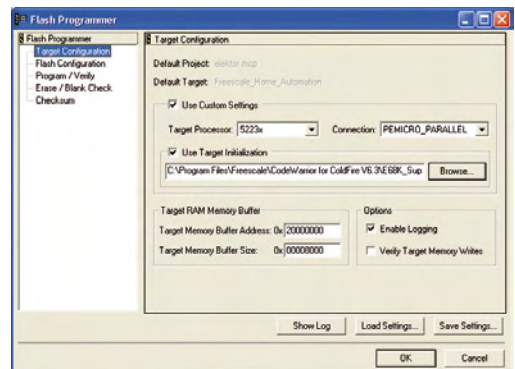 Flash Programmer
Flash Programmer
Target Configuration
Flash Configuration
Program / Verify
Erase / Blank Check
Checksum
Target Configuration
Default Project: elektor.mcp
Default Target: Freescale_Home_Automation
Use Custom Settings
Target Processor: 5223x
Connection: PEMICRO_PARALLEL
Use Target Initialization
C:\Program Files\Freescale\CodeWarrior for ColdFire V6.3\E68K_Sup
Browse...
Target RAM Memory Buffer
Target Memory Buffer Address: 0x 20000000
Target Memory Buffer Size: 0x 00008000
Options
Enable Logging
Verify Target Memory Writes
Show Log
Load Settings...
Save Settings...
OK
Cancel